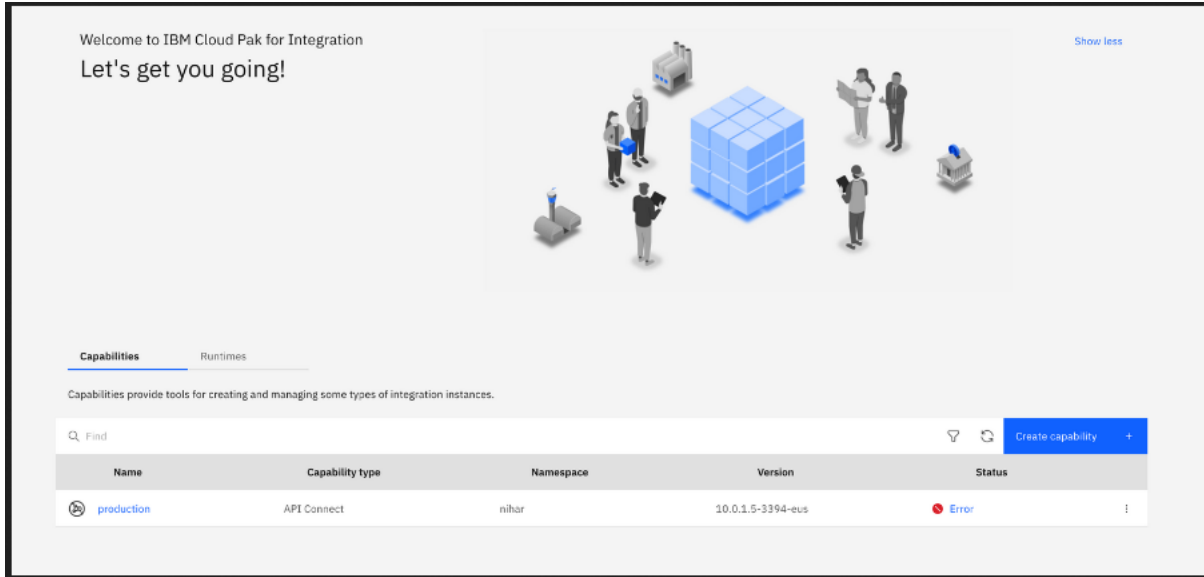 Welcome to IBM Cloud Pak for Integration
Show less
Let's get you going!
Capabilities Runtimes
Capabilities provide tools for creating and managing some types of integration instances.
Find Create capability +
Name Capability type Namespace Version Status
production API Connect nihar 10.0.1.5-3394-eus Error